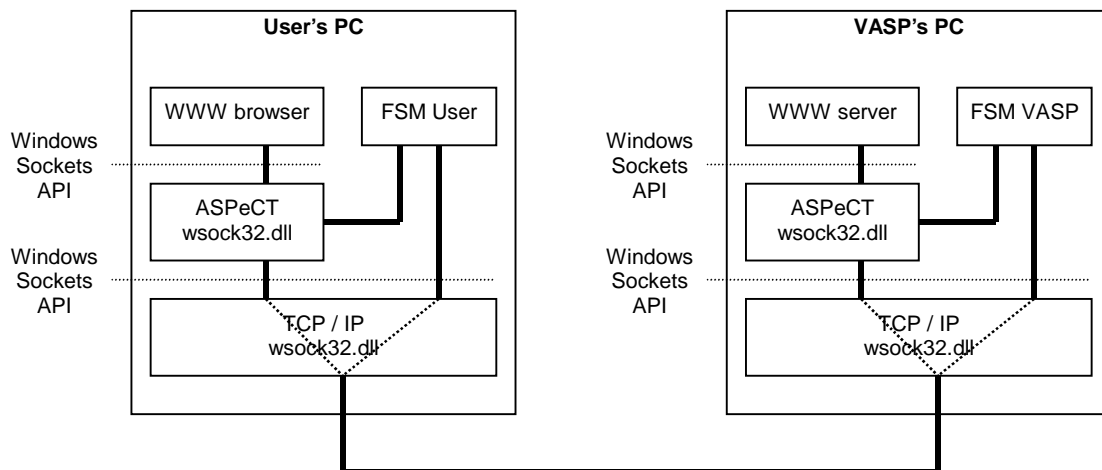 User's PC
WWW browser
FSM User
Windows
Sockets
API
ASPeCT
wsock32.dll
Windows
Sockets
API
TCP / IP
wsock32.dll
VASP's PC
WWW server
FSM VASP
Windows
Sockets
API
ASPeCT
wsock32.dll
Windows
Sockets
API
TCP / IP
wsock32.dll